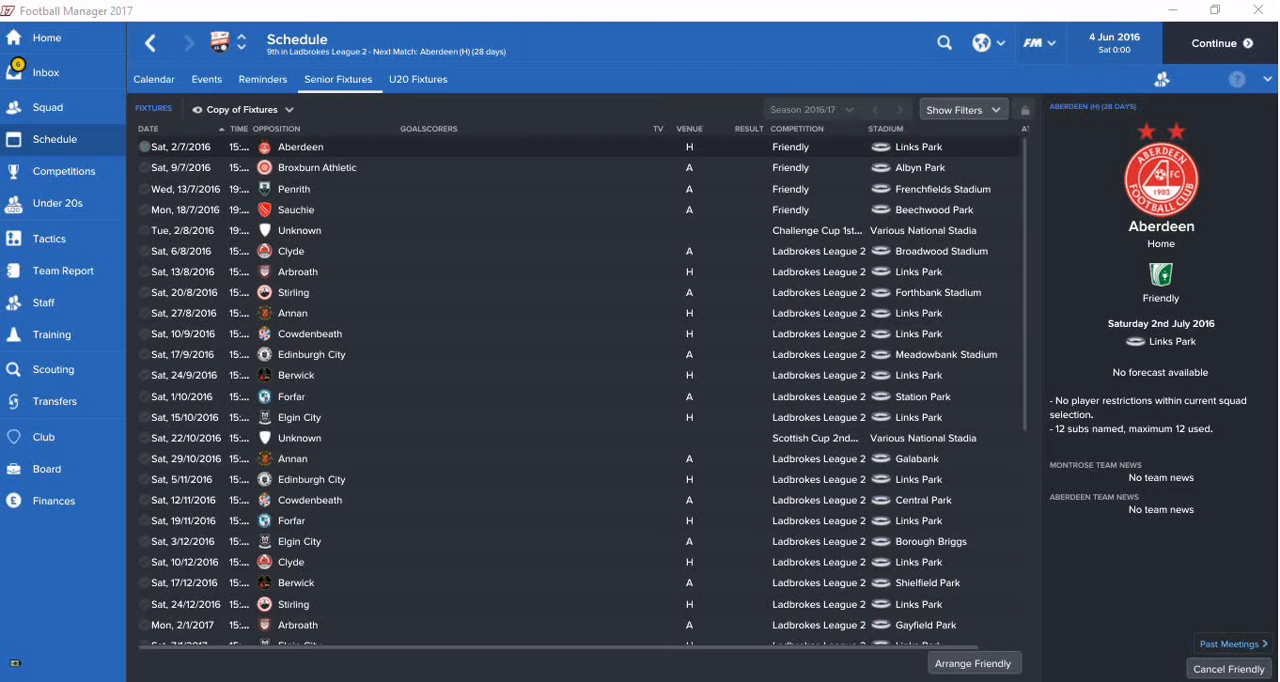 Football Manager 2017
Home
Inbox
6
Squad
Schedule
Competitions
Under 20s
Tactics
Team Report
Staff
Training
Scouting
Transfers
Club
Board
Finances
Schedule
9th in Ladbrokes League 2 - Next Match: Aberdeen (H) (28 days)
FM
4 Jun 2016
Sat 0:00
Continue
Calendar Events Reminders Senior Fixtures U20 Fixtures
FIXTURES Copy of Fixtures Season 2016/17 Show Filters
DATE TIME OPPOSITION GOALSCORERS TV VENUE RESULT COMPETITION STADIUM AT
Sat, 2/7/2016 15:... Aberdeen H Friendly Links Park
Sat, 9/7/2016 15:... Broxburn Athletic A Friendly Albyn Park
Wed, 13/7/2016 19:... Penrith A Friendly Frenchfields Stadium
Mon, 18/7/2016 19:... Sauchie A Friendly Beechwood Park
Tue, 2/8/2016 19:... Unknown Challenge Cup 1st... Various National Stadia
Sat, 6/8/2016 15:... Clyde A Ladbrokes League 2 Broadwood Stadium
Sat, 13/8/2016 15:... Arbroath H Ladbrokes League 2 Links Park
Sat, 20/8/2016 15:... Stirling A Ladbrokes League 2 Forthbank Stadium
Sat, 27/8/2016 15:... Annan H Ladbrokes League 2 Links Park
Sat, 10/9/2016 15:... Cowdenbeath H Ladbrokes League 2 Links Park
Sat, 17/9/2016 15:... Edinburgh City A Ladbrokes League 2 Meadowbank Stadium
Sat, 24/9/2016 15:... Berwick H Ladbrokes League 2 Links Park
Sat, 1/10/2016 15:... Forfar A Ladbrokes League 2 Station Park
Sat, 15/10/2016 15:... Elgin City H Ladbrokes League 2 Links Park
Sat, 22/10/2016 15:... Unknown Scottish Cup 2nd... Various National Stadia
Sat, 29/10/2016 15:... Annan A Ladbrokes League 2 Galabank
Sat, 5/11/2016 15:... Edinburgh City H Ladbrokes League 2 Links Park
Sat, 12/11/2016 15:... Cowdenbeath A Ladbrokes League 2 Central Park
Sat, 19/11/2016 15:... Forfar H Ladbrokes League 2 Links Park
Sat, 3/12/2016 15:... Elgin City A Ladbrokes League 2 Borough Briggs
Sat, 10/12/2016 15:... Clyde H Ladbrokes League 2 Links Park
Sat, 17/12/2016 15:... Berwick A Ladbrokes League 2 Shielfield Park
Sat, 24/12/2016 15:... Stirling H Ladbrokes League 2 Links Park
Mon, 2/1/2017 15:... Arbroath A Ladbrokes League 2 Gayfield Park
Arrange Friendly
ABERDEEN (H) (28 DAYS)
ABERDEEN
A FC
1903
FOOTBALL CLUB
Aberdeen
Home
Friendly
Saturday 2nd July 2016
Links Park
No forecast available
- No player restrictions within current squad
selection.
- 12 subs named, maximum 12 used.
MONTROSE TEAM NEWS
No team news
ABERDEEN TEAM NEWS
No team news
Past Meetings
Cancel Friendly